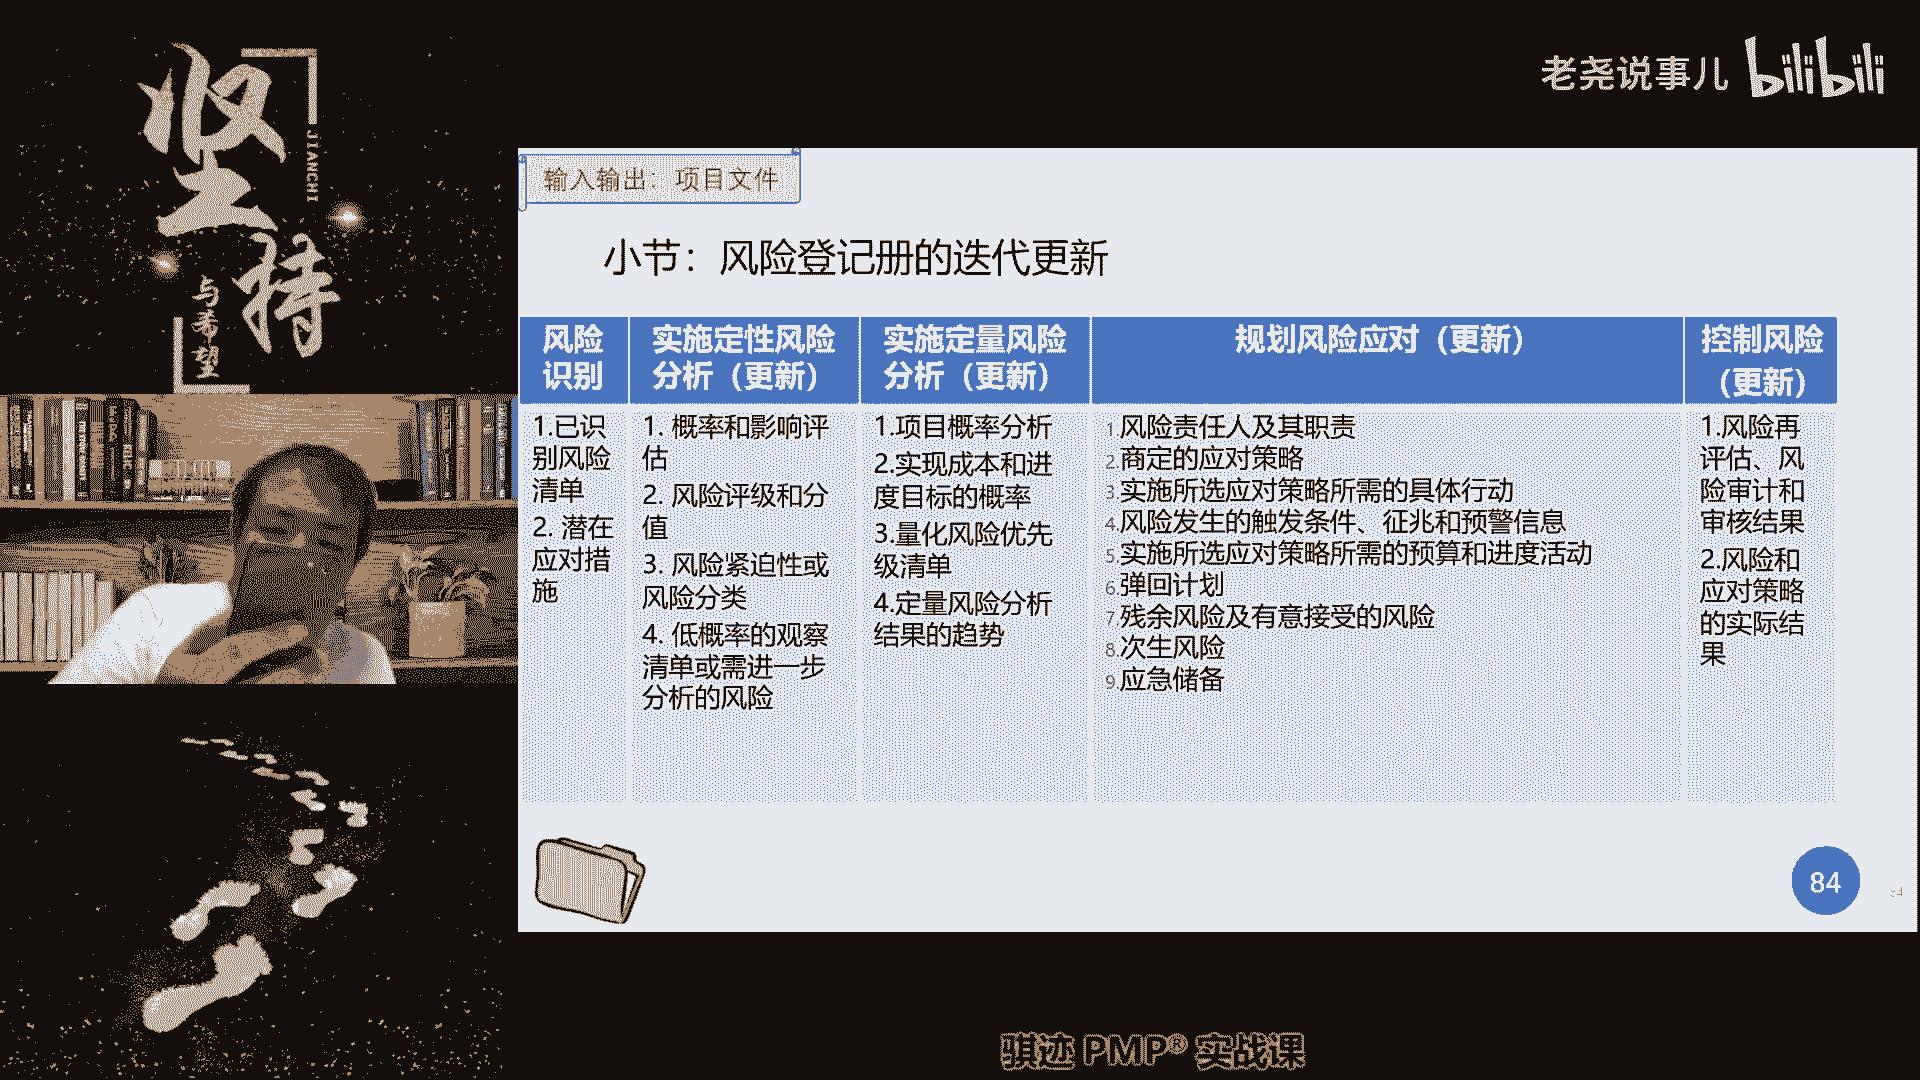 坚持
JIANCHI
与希望
老尧说事儿 bilibili
输入输出：项目文件
小节：风险登记册的迭代更新
风险
识别
实施定性风险
分析（更新）
实施定量风险
分析（更新）
规划风险应对（更新）
控制风险
（更新）
1.已识
别风险
清单
2. 潜在
应对措
施
1. 概率和影响评
估
2. 风险评级和分
值
3. 风险紧迫性或
风险分类
4. 低概率的观察
清单或需进一步
分析的风险
1.项目概率分析
2.实现成本和进
度目标的概率
3.量化风险优先
级清单
4.定量风险分析
结果的趋势
1.风险责任人及其职责
2.商定的应对策略
3.实施所选应对策略所需的具体行动
4.风险发生的触发条件、征兆和预警信息
5.实施所选应对策略所需的预算和进度活动
6.弹回计划
7.残余风险及有意接受的风险
8.次生风险
9.应急储备
1.风险再
评估、风
险审计和
审核结果
2.风险和
应对策略
的实际结
果
84
骐迹 PMP® 实战课